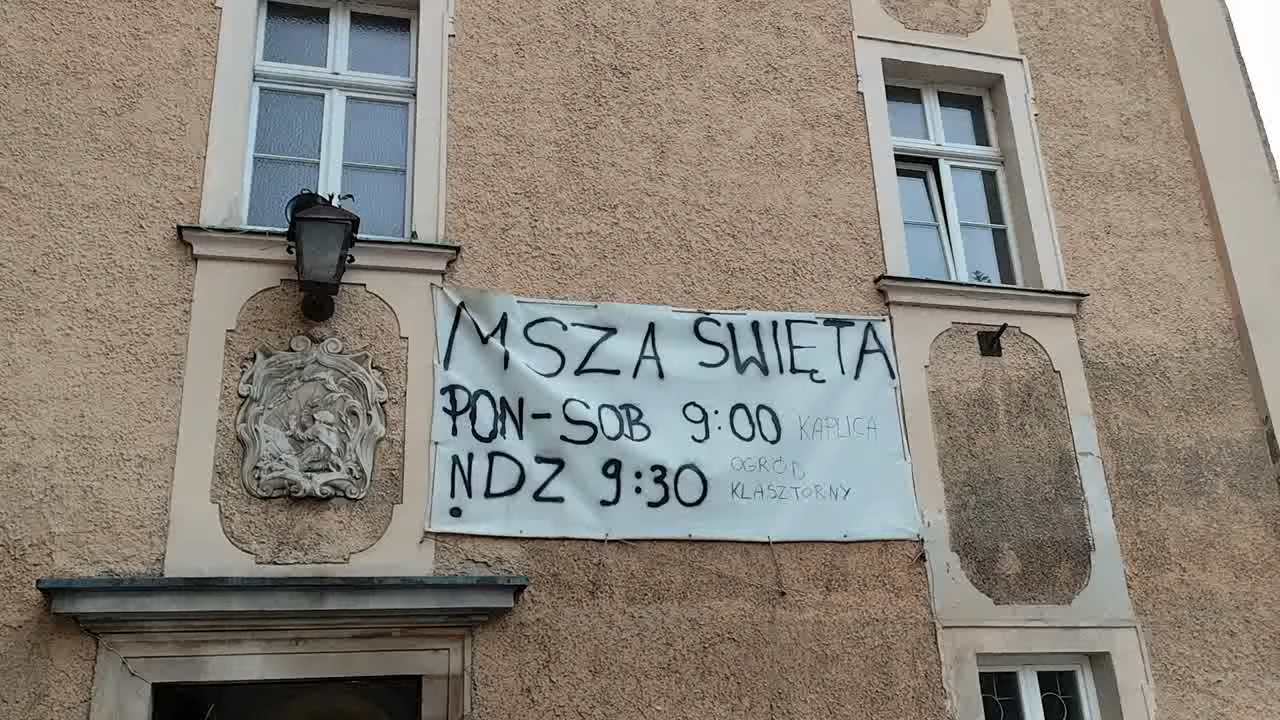 MSZA ŚWIĘTA
PON-SOB 9:00 KAPLICA
NDZ 9:30 OGRÓD
KLASZTORNY